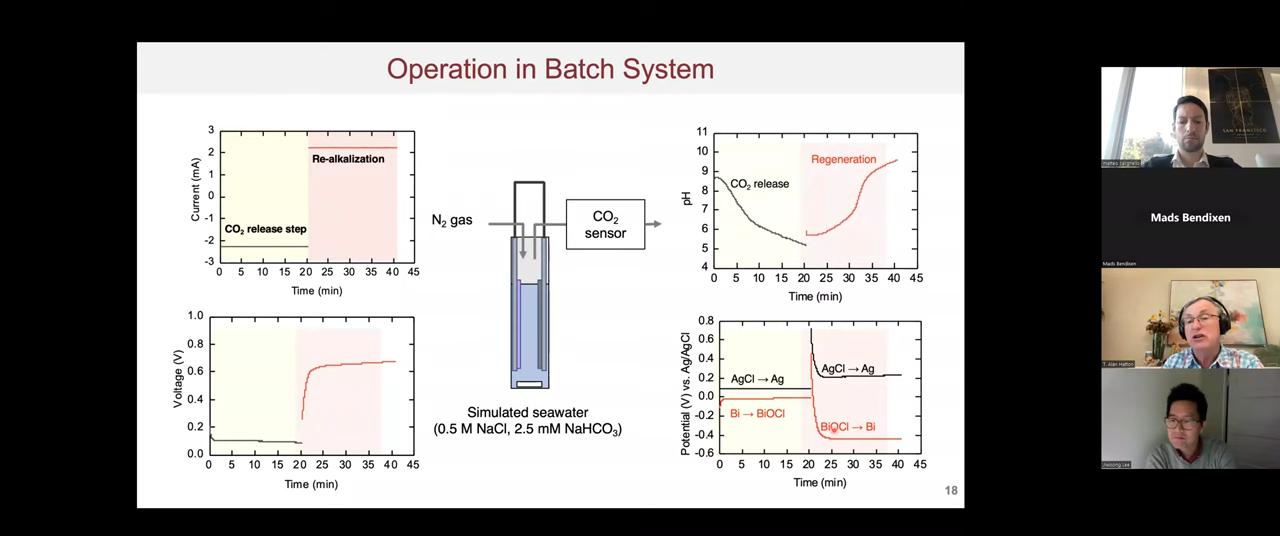 Operation in Batch System
3
2
1
0
-1
-2
-3
Current (mA)
Re-alkalization
CO₂ release step
0 5 10 15 20 25 30 35 40 45
Time (min)
1.0
0.8
0.6
0.4
0.2
0.0
Voltage (V)
0 5 10 15 20 25 30 35 40 45
Time (min)
N₂ gas
CO₂
sensor
Simulated seawater
(0.5 M NaCl, 2.5 mM NaHCO₃)
11
10
9
8
7
6
5
4
pH
CO₂ release
Regeneration
0 5 10 15 20 25 30 35 40 45
Time (min)
0.8
0.6
0.4
0.2
0.0
-0.2
-0.4
-0.6
Potential (V) vs. Ag/AgCl
AgCl → Ag
AgCl → Ag
Bi → BiOCl
BiOCl → Bi
0 5 10 15 20 25 30 35 40 45
Time (min)
18
SAN FRANCISCO
Mads Bendixen
Mads Bendixen
T. Alan Hatton